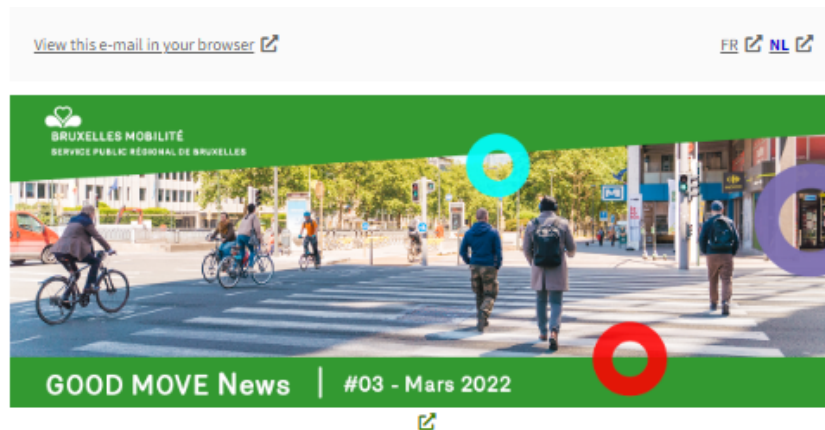 View this e-mail in your browser
FR NL
BRUXELLES MOBILITÉ
SERVICE PUBLIC RÉGIONAL DE BRUXELLES
GOOD MOVE News | #03 - Mars 2022